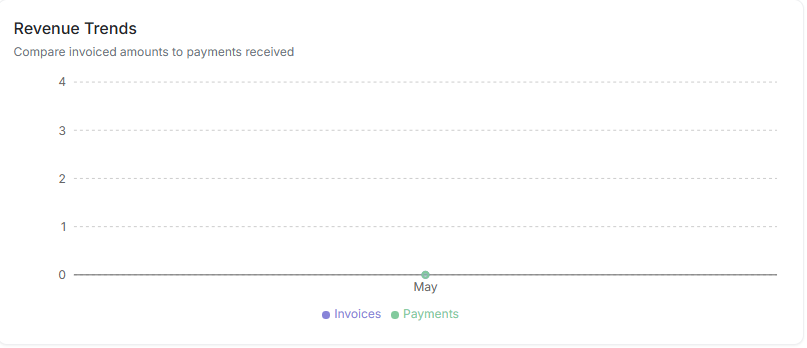 Revenue Trends
Compare invoiced amounts to payments received
4
3
2
1
0
May
Invoices Payments